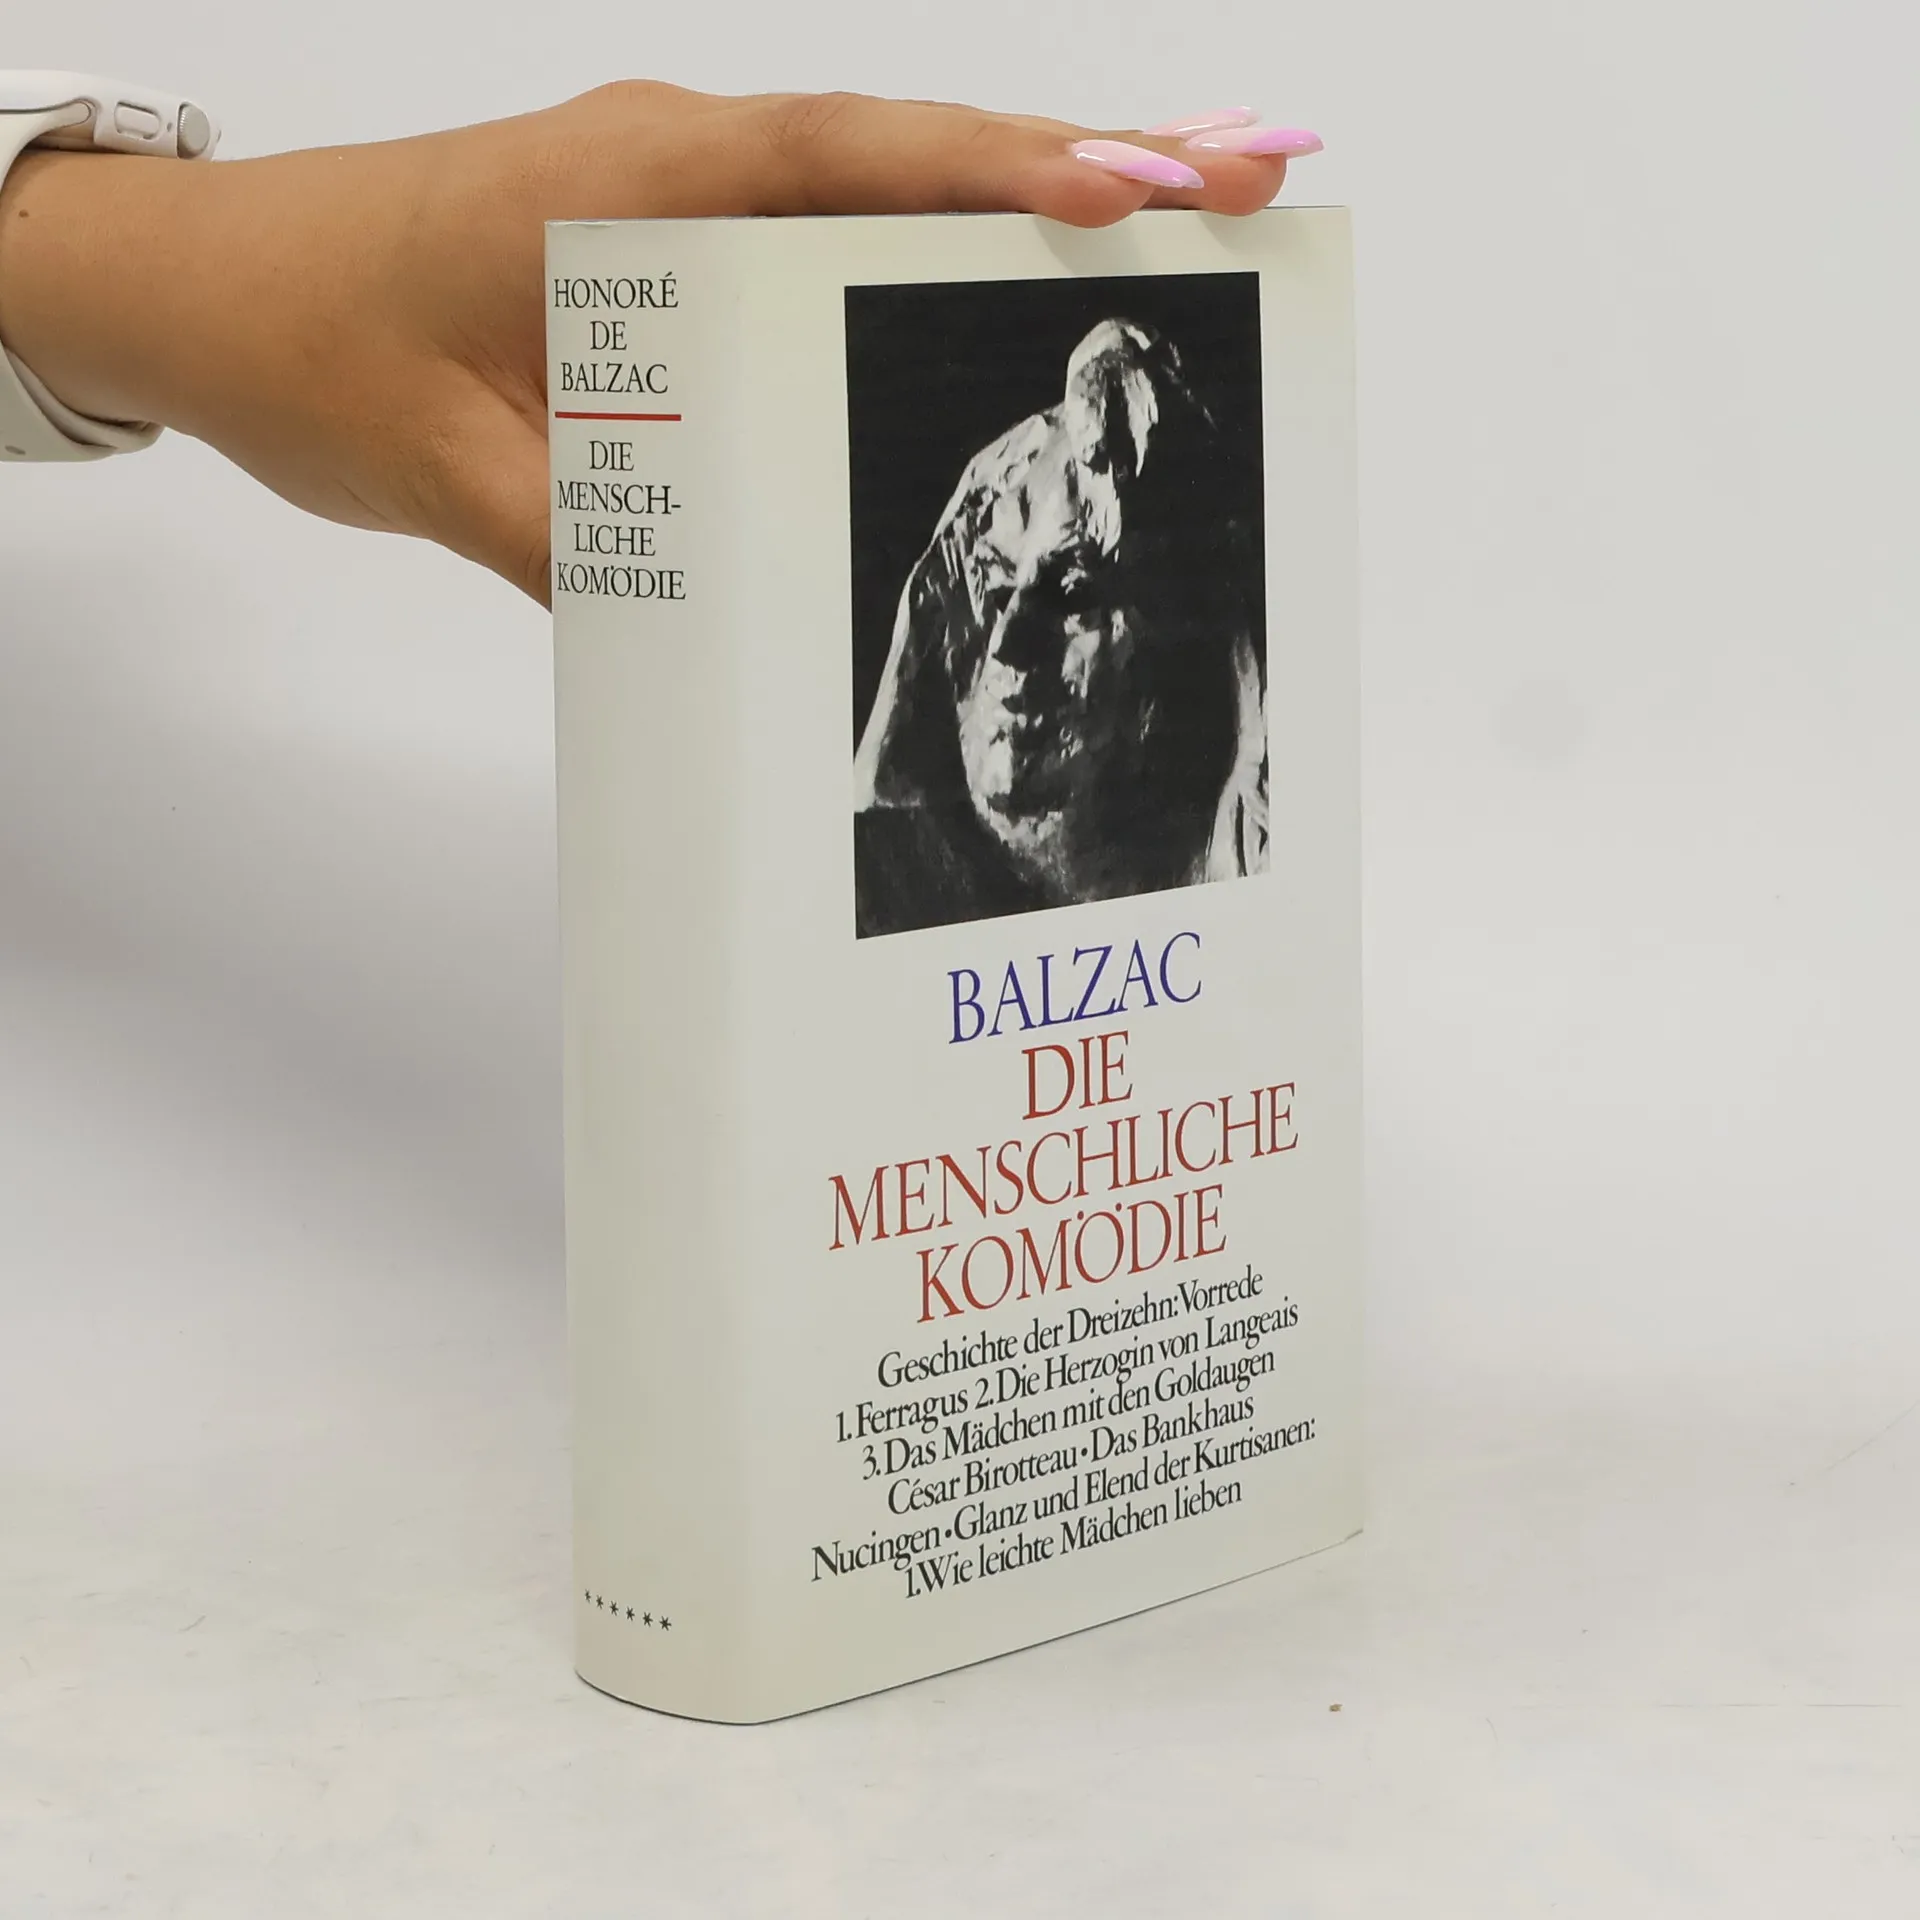 HONORÉ
DE
BALZAC
DIE
MENSCH-
LICHE
KOMÖDIE
******
BALZAC
DIE
MENSCHLICHE
KOMÖDIE
Geschichte der Dreizehn: Vorrede
1. Ferragus 2. Die Herzogin von Langeais
3. Das Mädchen mit den Goldaugen
César Birotteau • Das Bankhaus
Nucingen • Glanz und Elend der Kurtisanen:
1. Wie leichte Mädchen lieben